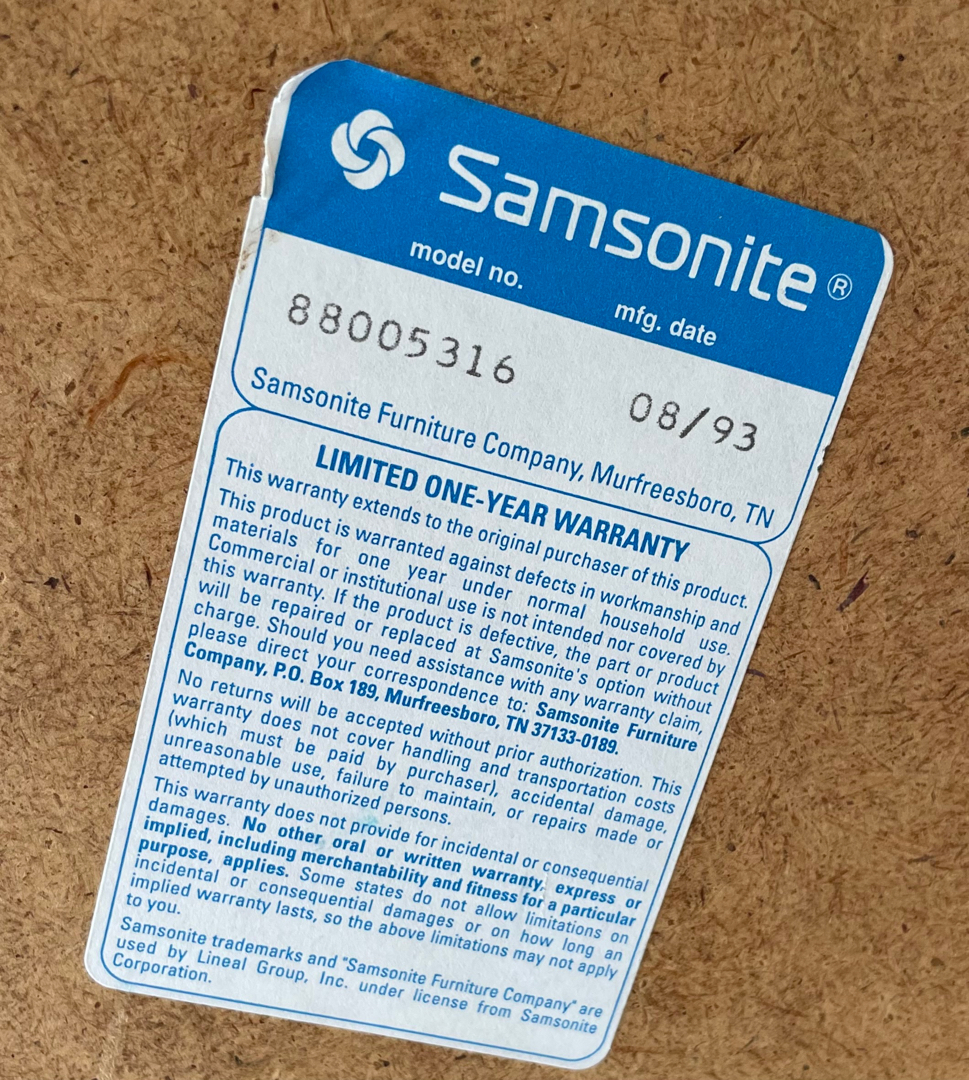 Samsonite®
model no. mfg. date
88005316 08/93
Samsonite Furniture Company, Murfreesboro, TN
LIMITED ONE-YEAR WARRANTY
This warranty extends to the original purchaser of this product.
This product is warranted against defects in workmanship and
materials for one year under normal household use.
Commercial or institutional use is not intended nor covered by
this warranty. If the product is defective, the part or product
will be repaired or replaced at Samsonite's option without
charge. Should you need assistance with any warranty claim,
please direct your correspondence to: Samsonite Furniture
Company, P.O. Box 189, Murfreesboro, TN 37133-0189.
No returns will be accepted without prior authorization. This
warranty does not cover handling and transportation costs
(which must be paid by purchaser), accidental damage,
unreasonable use, failure to maintain, or repairs made or
attempted by unauthorized persons.
This warranty does not provide for incidental or consequential
damages. No other oral or written warranty, express or
implied, including merchantability and fitness for a particular
purpose, applies. Some states do not allow limitations on
incidental or consequential damages or on how long an
implied warranty lasts, so the above limitations may not apply
to you.
Samsonite trademarks and "Samsonite Furniture Company" are
used by Lineal Group, Inc. under license from Samsonite
Corporation.